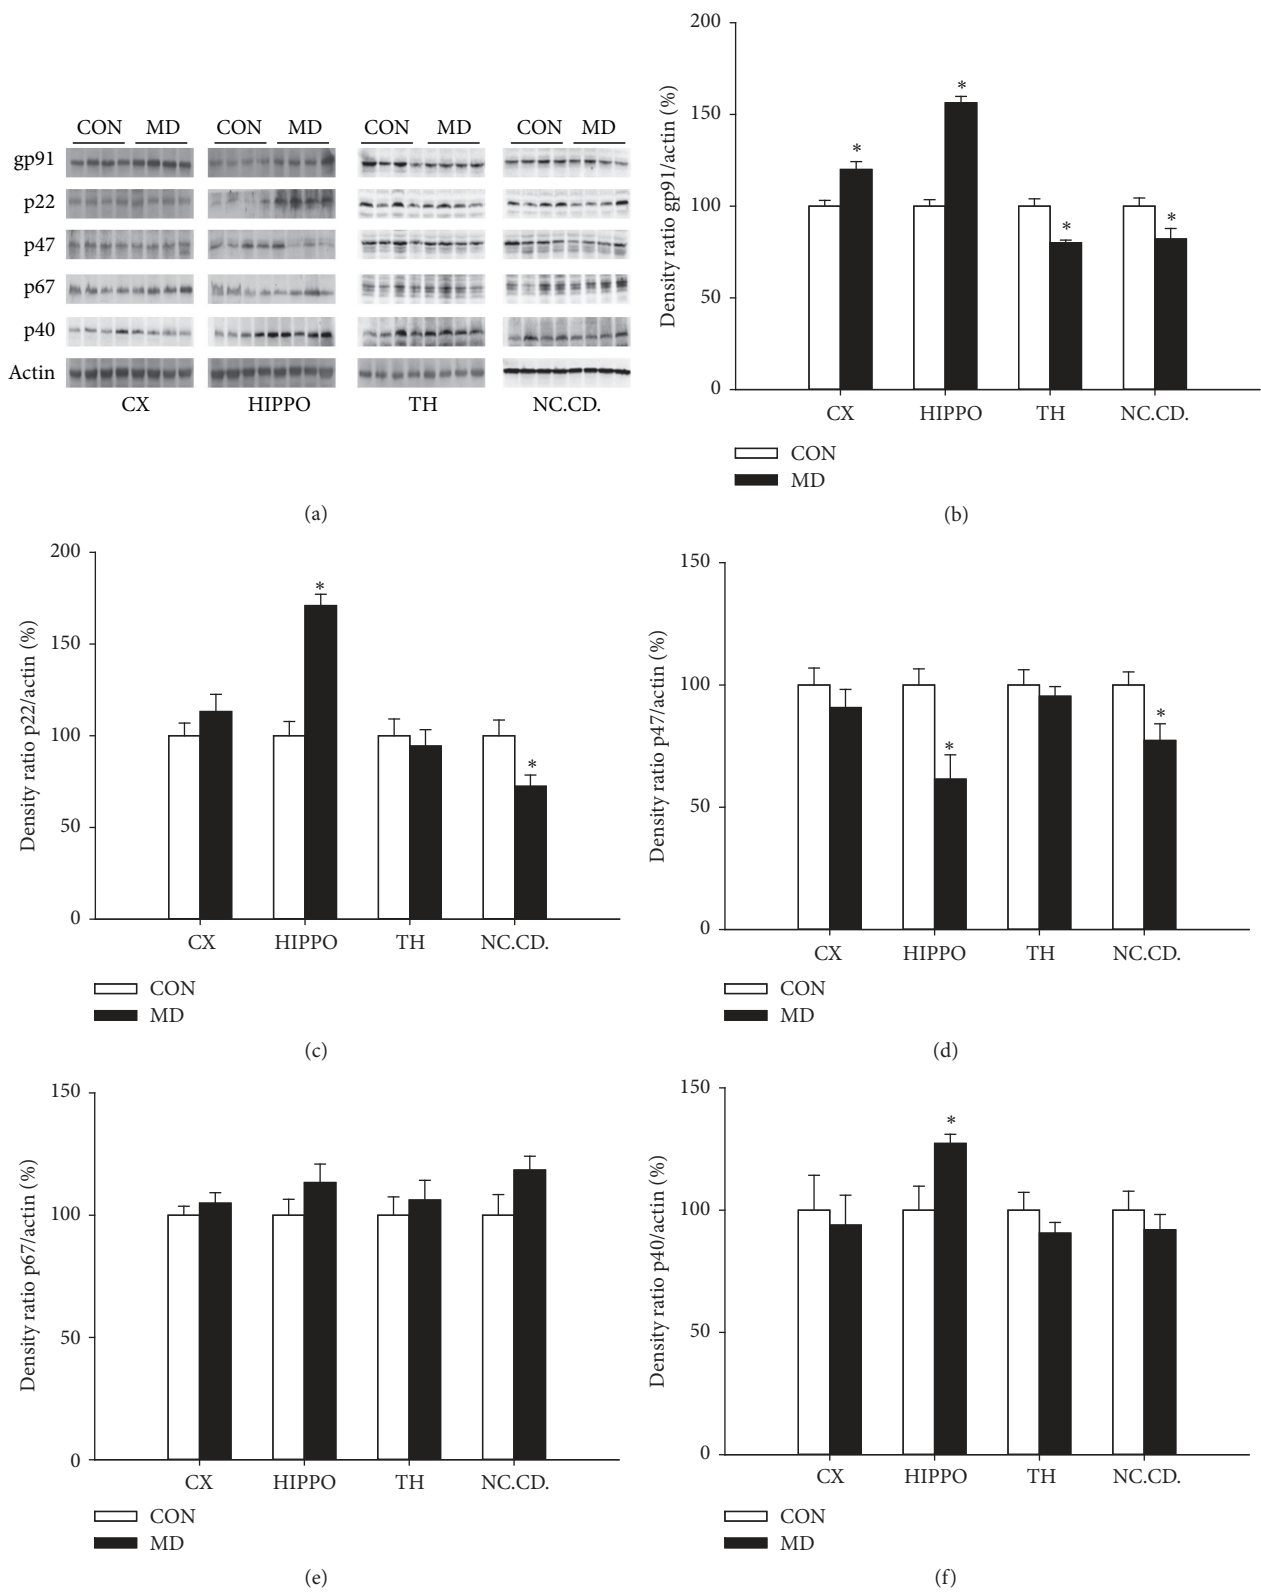 CON MD CON MD CON MD CON MD
gp91
p22
p47
p67
p40
Actin
CX HIPPO TH NC.CD.
(a)
Density ratio gp91/actin (%)
200
150
100
50
0
* * * *
CX HIPPO TH NC.CD.
CON
MD
(b)
Density ratio p22/actin (%)
200
150
100
50
0
* *
CX HIPPO TH NC.CD.
CON
MD
(c)
Density ratio p47/actin (%)
150
100
50
0
* *
CX HIPPO TH NC.CD.
CON
MD
(d)
Density ratio p67/actin (%)
150
100
50
0
CX HIPPO TH NC.CD.
CON
MD
(e)
Density ratio p40/actin (%)
150
100
50
0
*
CX HIPPO TH NC.CD.
CON
MD
(f)